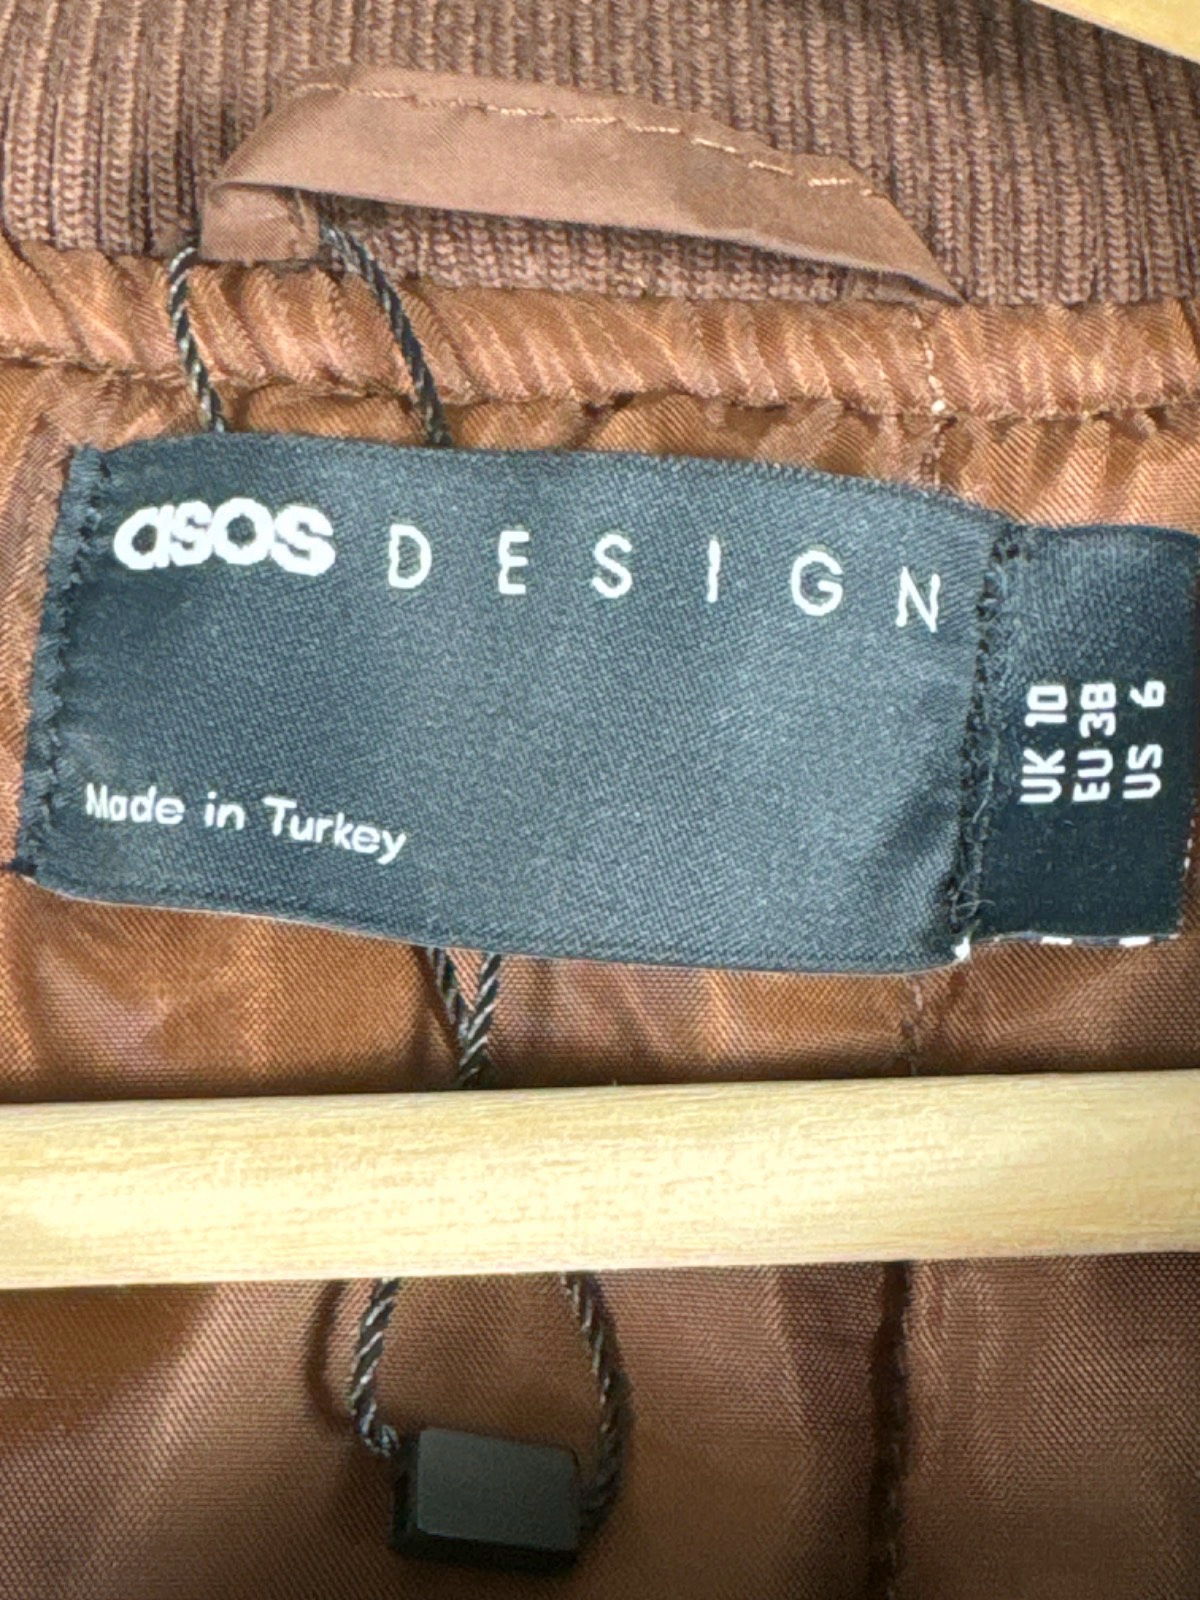 asos DESIGN
Made in Turkey
UK 10
EU 38
US 6